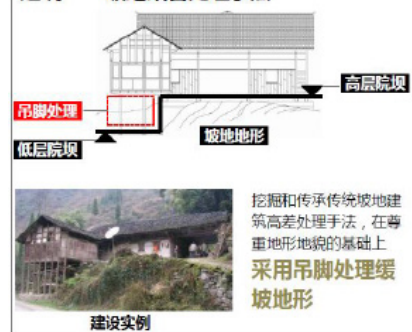 高层院坝
吊脚处理
坡地地形
低层院坝
挖掘和传承传统坡地建
筑高差处理手法，在尊
重地形地貌的基础上
采用吊脚处理缓
坡地形
建设实例